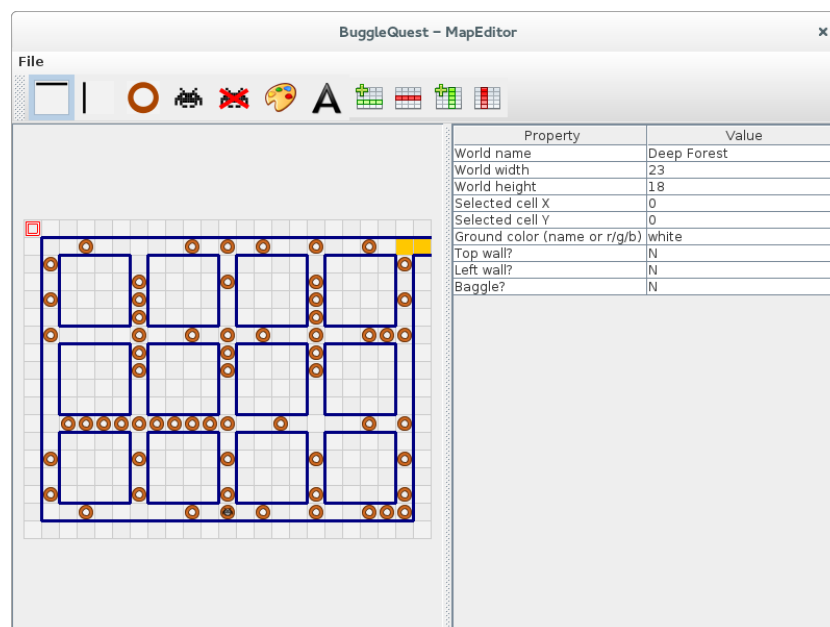 BuggleQuest – MapEditor
File
A
Property Value
World name Deep Forest
World width 23
World height 18
Selected cell X 0
Selected cell Y 0
Ground color (name or r/g/b) white
Top wall? N
Left wall? N
Baggle? N